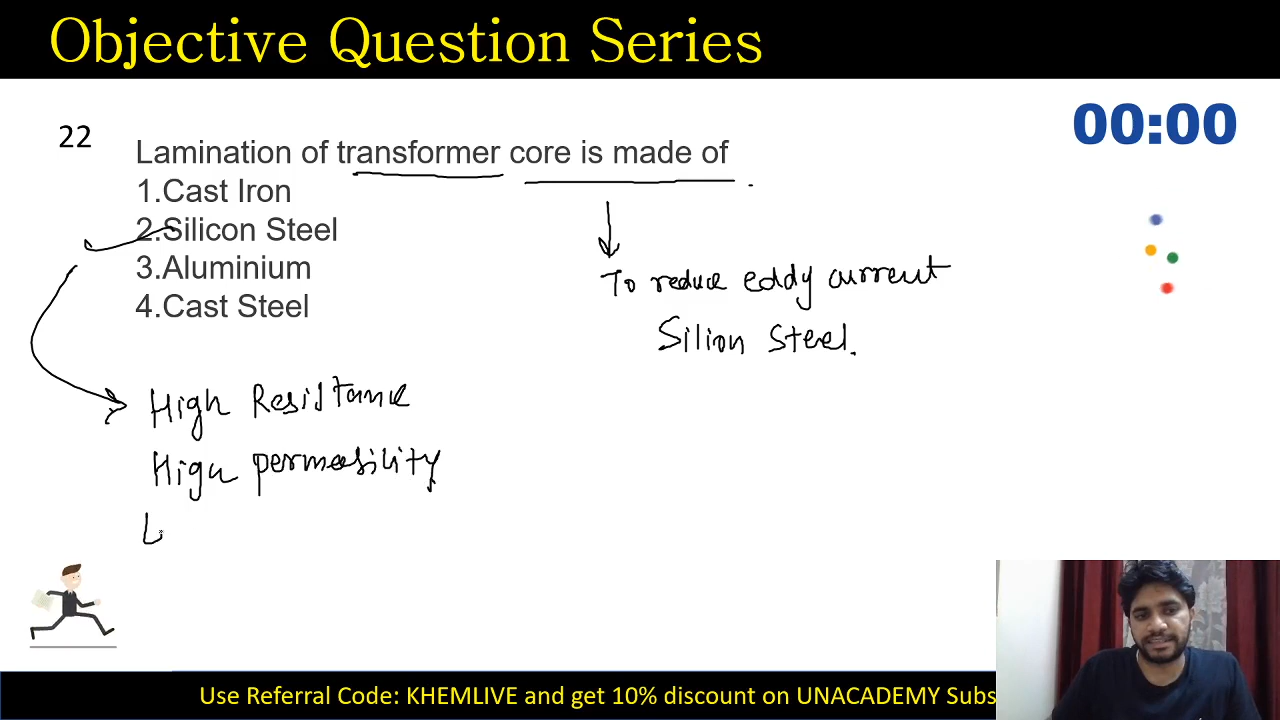 Objective Question Series
00:00
22
Lamination of transformer core is made of
1.Cast Iron
2.Silicon Steel
3.Aluminium
4.Cast Steel
To reduce eddy current
Silion Steel.
High Resistance
High permeability
L
Use Referral Code: KHEMLIVE and get 10% discount on UNACADEMY Subs